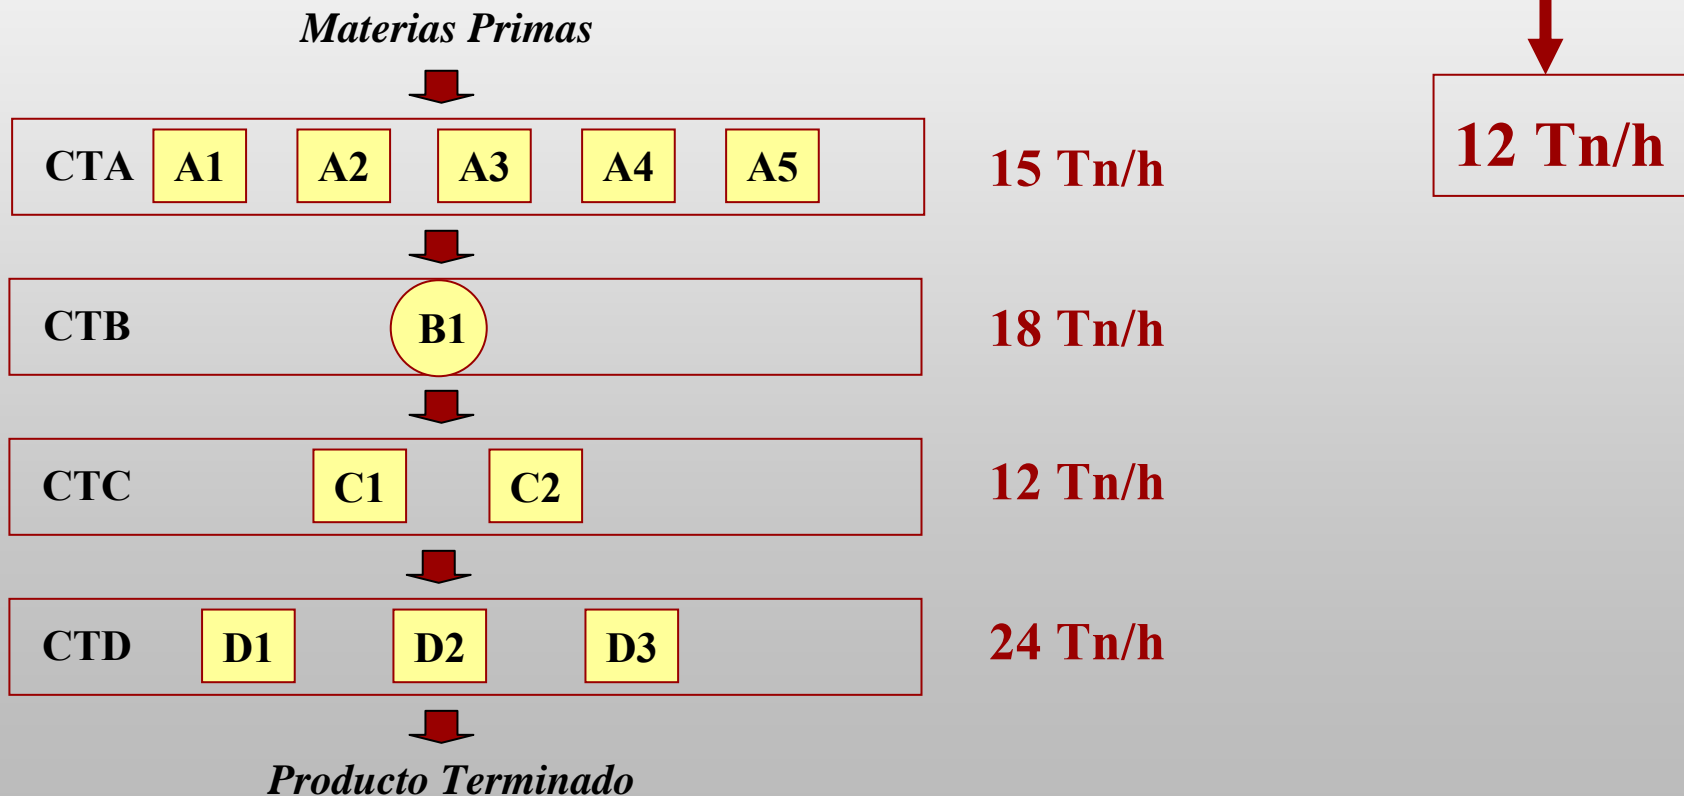 Materias Primas
12 Tn/h
CTA A1 A2 A3 A4 A5 15 Tn/h
CTB B1 18 Tn/h
CTC C1 C2 12 Tn/h
CTD D1 D2 D3 24 Tn/h
Producto Terminado